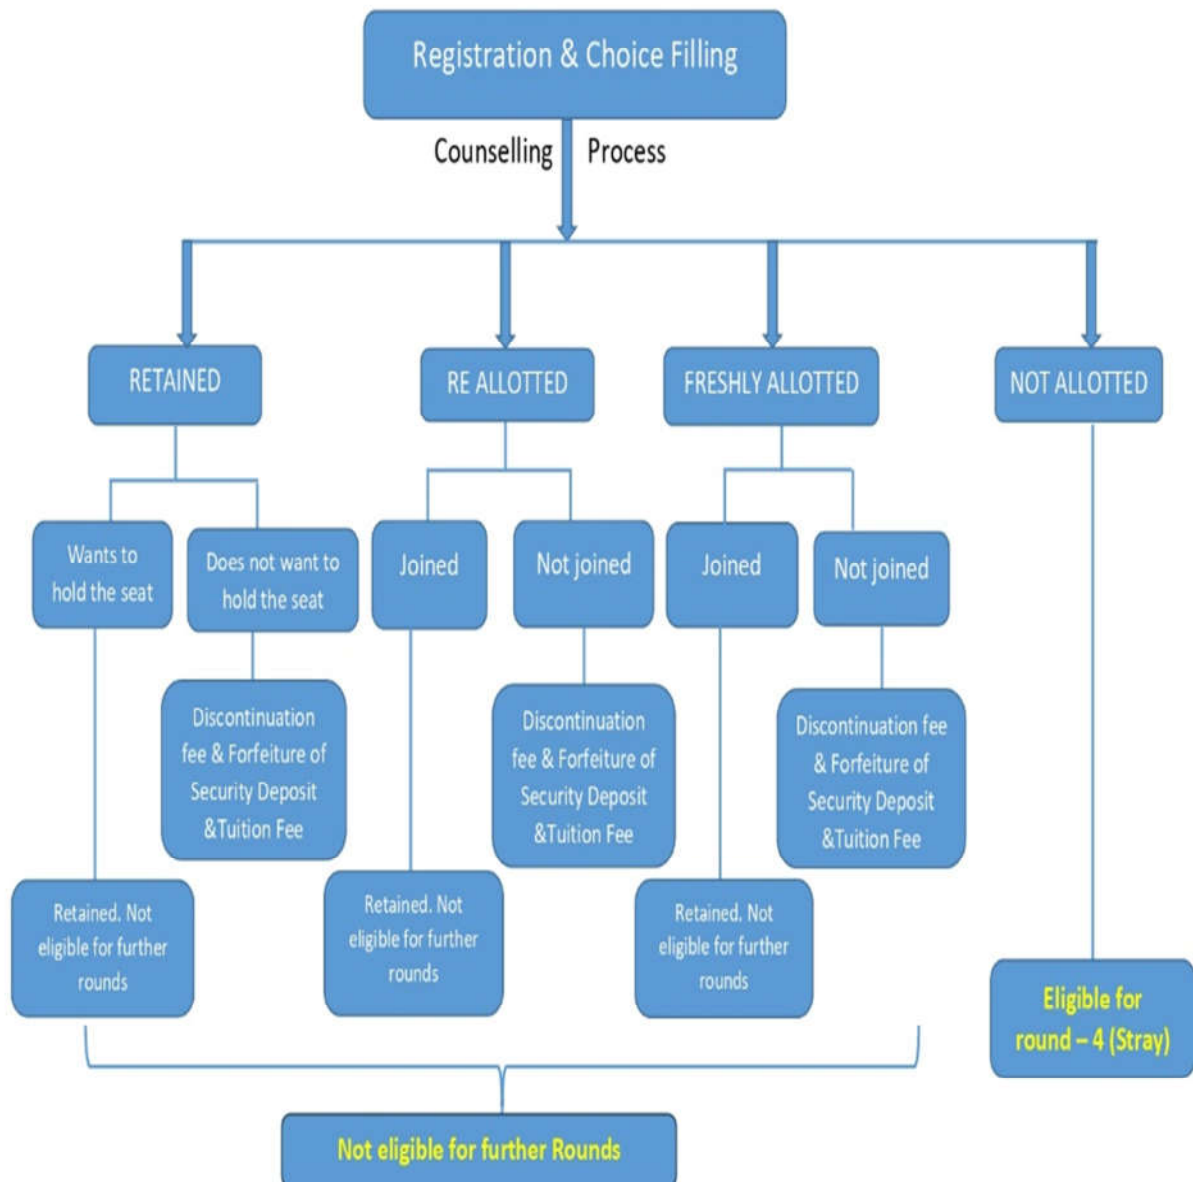 Registration & Choice Filling
Counselling Process
RETAINED
RE ALLOTTED
FRESHLY ALLOTTED
NOT ALLOTTED
Wants to
hold the seat
Does not want to
hold the seat
Joined
Not joined
Joined
Not joined
Discontinuation
fee & Forfeiture of
Security Deposit
&Tuition Fee
Discontinuation
fee & Forfeiture of
Security Deposit
&Tuition Fee
Discontinuation fee
& Forfeiture of
Security Deposit
&Tuition Fee
Retained. Not
eligible for further
rounds
Retained. Not
eligible for further
rounds
Retained. Not
eligible for further
rounds
Eligible for
round – 4 (Stray)
Not eligible for further Rounds